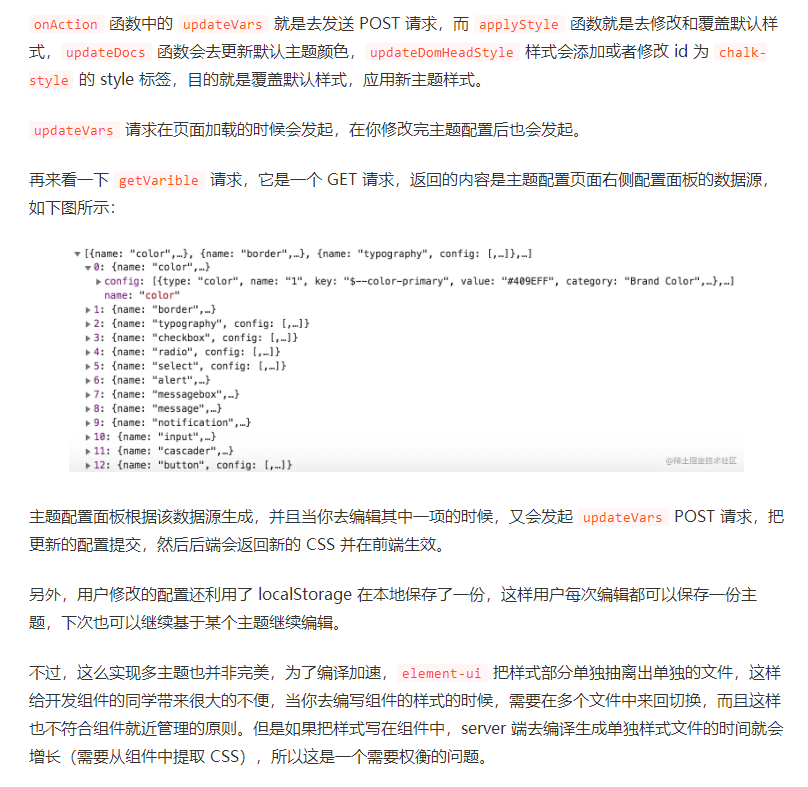 onAction 函数中的 updateVars 就是去发送 POST 请求，而 applyStyle 函数就是去修改和覆盖默认样
式，updateDocs 函数会去更新默认主题颜色，updateDomHeadStyle 样式会添加或者修改 id 为 chalk-
style 的 style 标签，目的就是覆盖默认样式，应用新主题样式。
updateVars 请求在页面加载的时候会发起，在你修改完主题配置后也会发起。
再来看一下 getVarible 请求，它是一个 GET 请求，返回的内容是主题配置页面右侧配置面板的数据源，
如下图所示：
▼[{name: "color",…}, {name: "border",…}, {name: "typography", config: [,…]},…]
▼0: {name: "color",…}
▶config: [{type: "color", name: "1", key: "$--color-primary", value: "#409EFF", category: "Brand Color",…},…]
name: "color"
▶1: {name: "border",…}
▶2: {name: "typography", config: [,…]}
▶3: {name: "checkbox", config: [,…]}
▶4: {name: "radio", config: [,…]}
▶5: {name: "select", config: [,…]}
▶6: {name: "alert",…}
▶7: {name: "messagebox",…}
▶8: {name: "message",…}
▶9: {name: "notification",…}
▶10: {name: "input",…}
▶11: {name: "cascader",…}
▶12: {name: "button", config: [,…]}
@稀土掘金技术社区
主题配置面板根据该数据源生成，并且当你去编辑其中一项的时候，又会发起 updateVars POST 请求，把
更新的配置提交，然后后端会返回新的 CSS 并在前端生效。
另外，用户修改的配置还利用了 localStorage 在本地保存了一份，这样用户每次编辑都可以保存一份主
题，下次也可以继续基于某个主题继续编辑。
不过，这么实现多主题也并非完美，为了编译加速，element-ui 把样式部分单独抽离出单独的文件，这样
给开发组件的同学带来很大的不便，当你去编写组件的样式的时候，需要在多个文件中来回切换，而且这样
也不符合组件就近管理的原则。但是如果把样式写在组件中，server 端去编译生成单独样式文件的时间就会
增长（需要从组件中提取 CSS），所以这是一个需要权衡的问题。